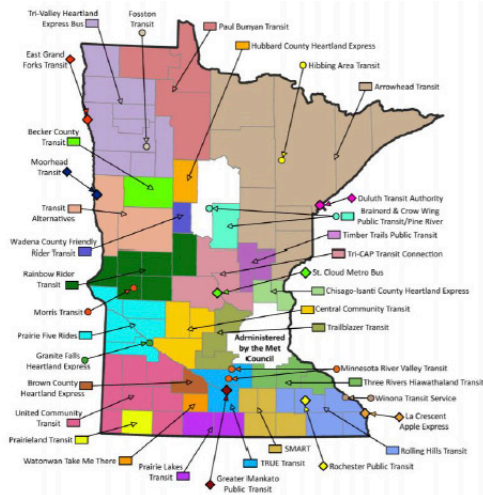 Tri-Valley Heartland
Express Bus
Fosston
Transit
Paul Bunyan Transit
Hubbard County Heartland Express
East Grand
Forks Transit
Hibbing Area Transit
Arrowhead Transit
Becker County
Transit
Moorhead
Transit
Duluth Transit Authority
Transit
Alternatives
Brainerd & Crow Wing
Public Transit/Pine River
Timber Trails Public Transit
Wadena County Friendly
Rider Transit
Tri-CAP Transit Connection
Rainbow Rider
Transit
St. Cloud Metro Bus
Chisago-Isanti County Heartland Express
Morris Transit
Central Community Transit
Prairie Five Rides
Trailblazer Transit
Administered
by the Met
Council
Granite Falls
Heartland Express
Minnesota River Valley Transit
Brown County
Heartland Express
Three Rivers Hiawathaland Transit
Winona Transit Service
United Community
Transit
La Crescent
Apple Express
Prairieland Transit
SMART
Rolling Hills Transit
Watonwan Take Me There
Prairie Lakes
Transit
TRUE Transit
Rochester Public Transit
Greater Mankato
Public Transit